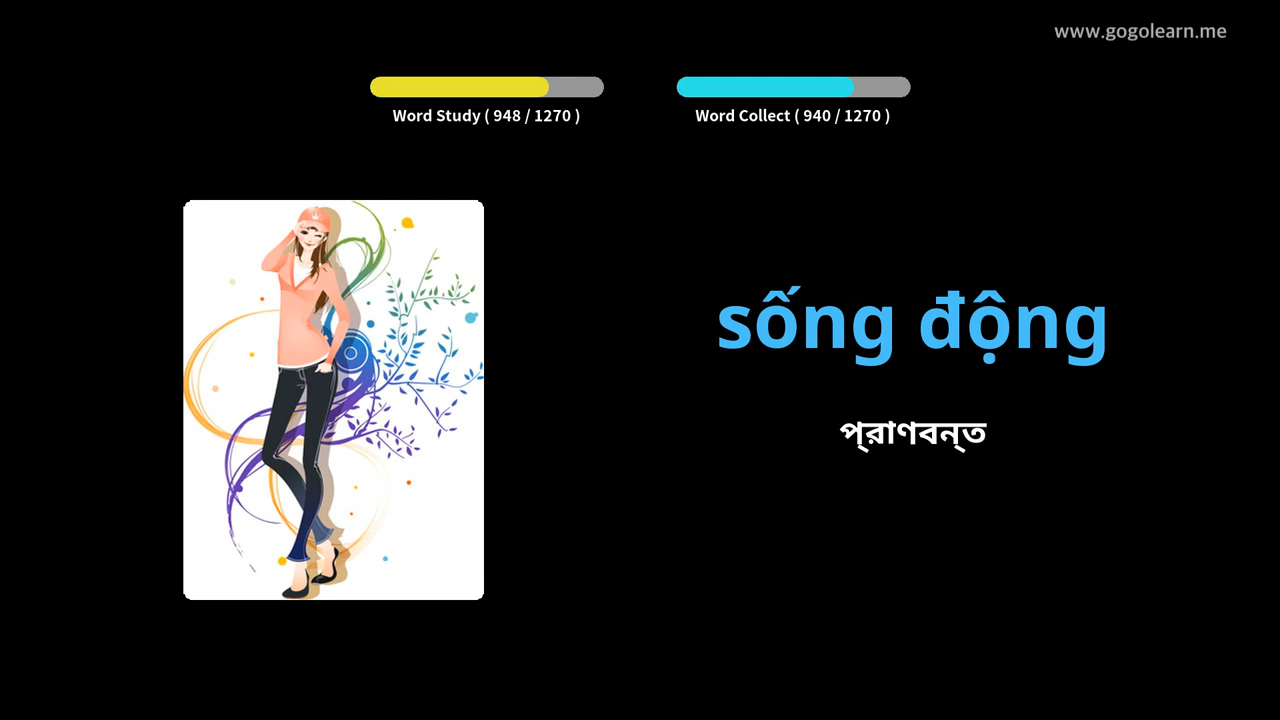 www.gogolearn.me
Word Study ( 948 / 1270 )
Word Collect ( 940 / 1270 )
sống động
প্রাণবন্ত